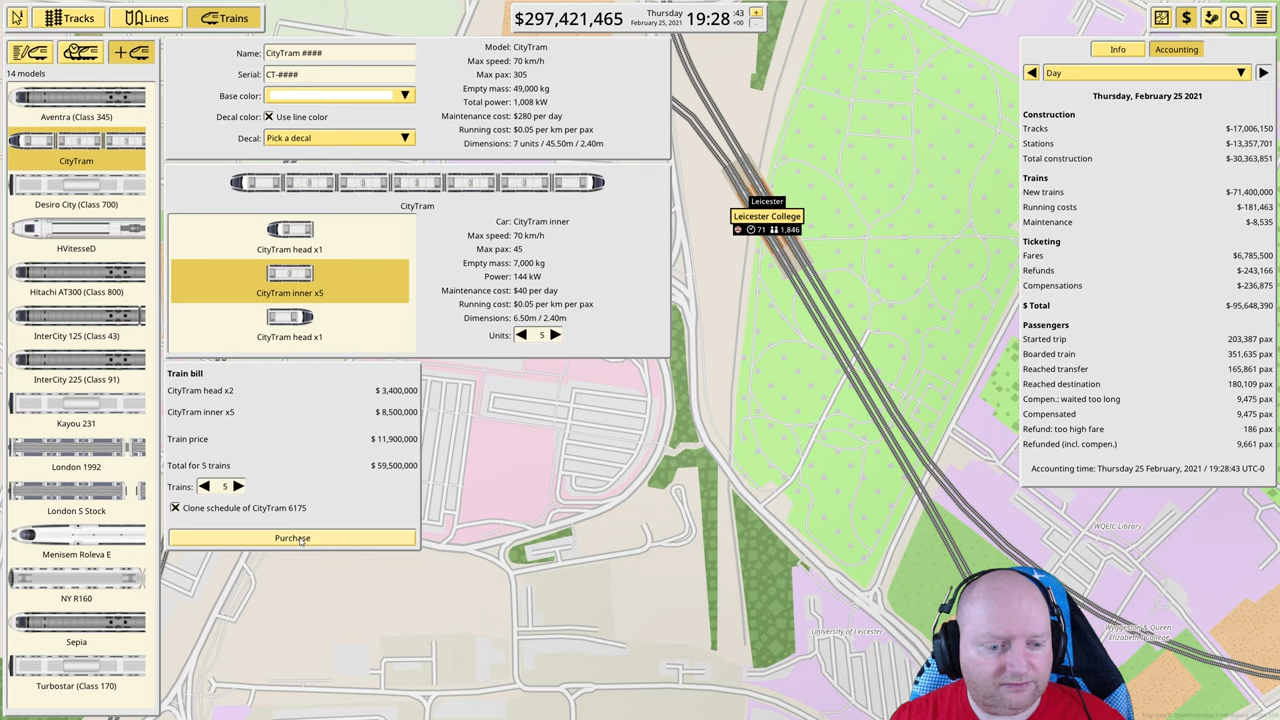 Tracks
Lines
Trains
$297,421,465
Thursday
February 25, 2021
19:28
:43
+00
14 models
Aventra (Class 345)
CityTram
Desiro City (Class 700)
HVitesseD
Hitachi AT300 (Class 800)
InterCity 125 (Class 43)
InterCity 225 (Class 91)
Kayou 231
London 1992
London S Stock
Menisem Roleva E
NY R160
Sepia
Turbostar (Class 170)
Name: CityTram ####
Serial: CT-####
Base color:
Decal color: Use line color
Decal: Pick a decal
Model: CityTram
Max speed: 70 km/h
Max pax: 305
Empty mass: 49,000 kg
Total power: 1,008 kW
Maintenance cost: $280 per day
Running cost: $0.05 per km per pax
Dimensions: 7 units / 45.50m / 2.40m
CityTram
CityTram head x1
CityTram inner x5
CityTram head x1
Car: CityTram inner
Max speed: 70 km/h
Max pax: 45
Empty mass: 7,000 kg
Power: 144 kW
Maintenance cost: $40 per day
Running cost: $0.05 per km per pax
Dimensions: 6.50m / 2.40m
Units: 5
Train bill
CityTram head x2 $ 3,400,000
CityTram inner x5 $ 8,500,000
Train price $ 11,900,000
Total for 5 trains $ 59,500,000
Trains: 5
Clone schedule of CityTram 6175
Purchase
Leicester
Leicester College
71 1,846
WQEIC Library
University of Leicester
Wyggeston & Queen
Elizabeth I College
Info
Accounting
Day
Thursday, February 25 2021
Construction
Tracks $-17,006,150
Stations $-13,357,701
Total construction $-30,363,851
Trains
New trains $-71,400,000
Running costs $-181,463
Maintenance $-8,535
Ticketing
Fares $6,785,500
Refunds $-243,166
Compensations $-236,875
$ Total $-95,648,390
Passengers
Started trip 203,387 pax
Boarded train 351,635 pax
Reached transfer 165,861 pax
Reached destination 180,109 pax
Compen.: waited too long 9,475 pax
Compensated 9,475 pax
Refund: too high fare 186 pax
Refunded (incl. compen.) 9,661 pax
Accounting time: Thursday 25 February, 2021 / 19:28:43 UTC-0